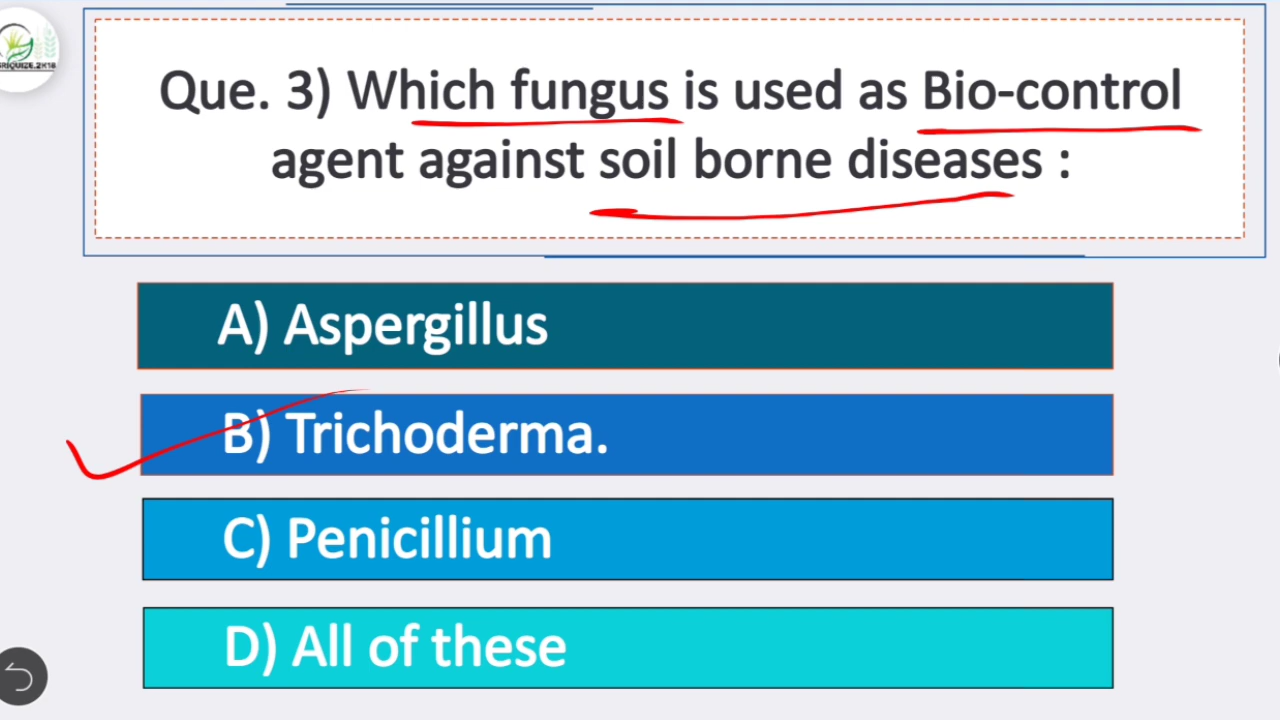 Que. 3) Which fungus is used as Bio-control
agent against soil borne diseases :
A) Aspergillus
B) Trichoderma.
C) Penicillium
D) All of these